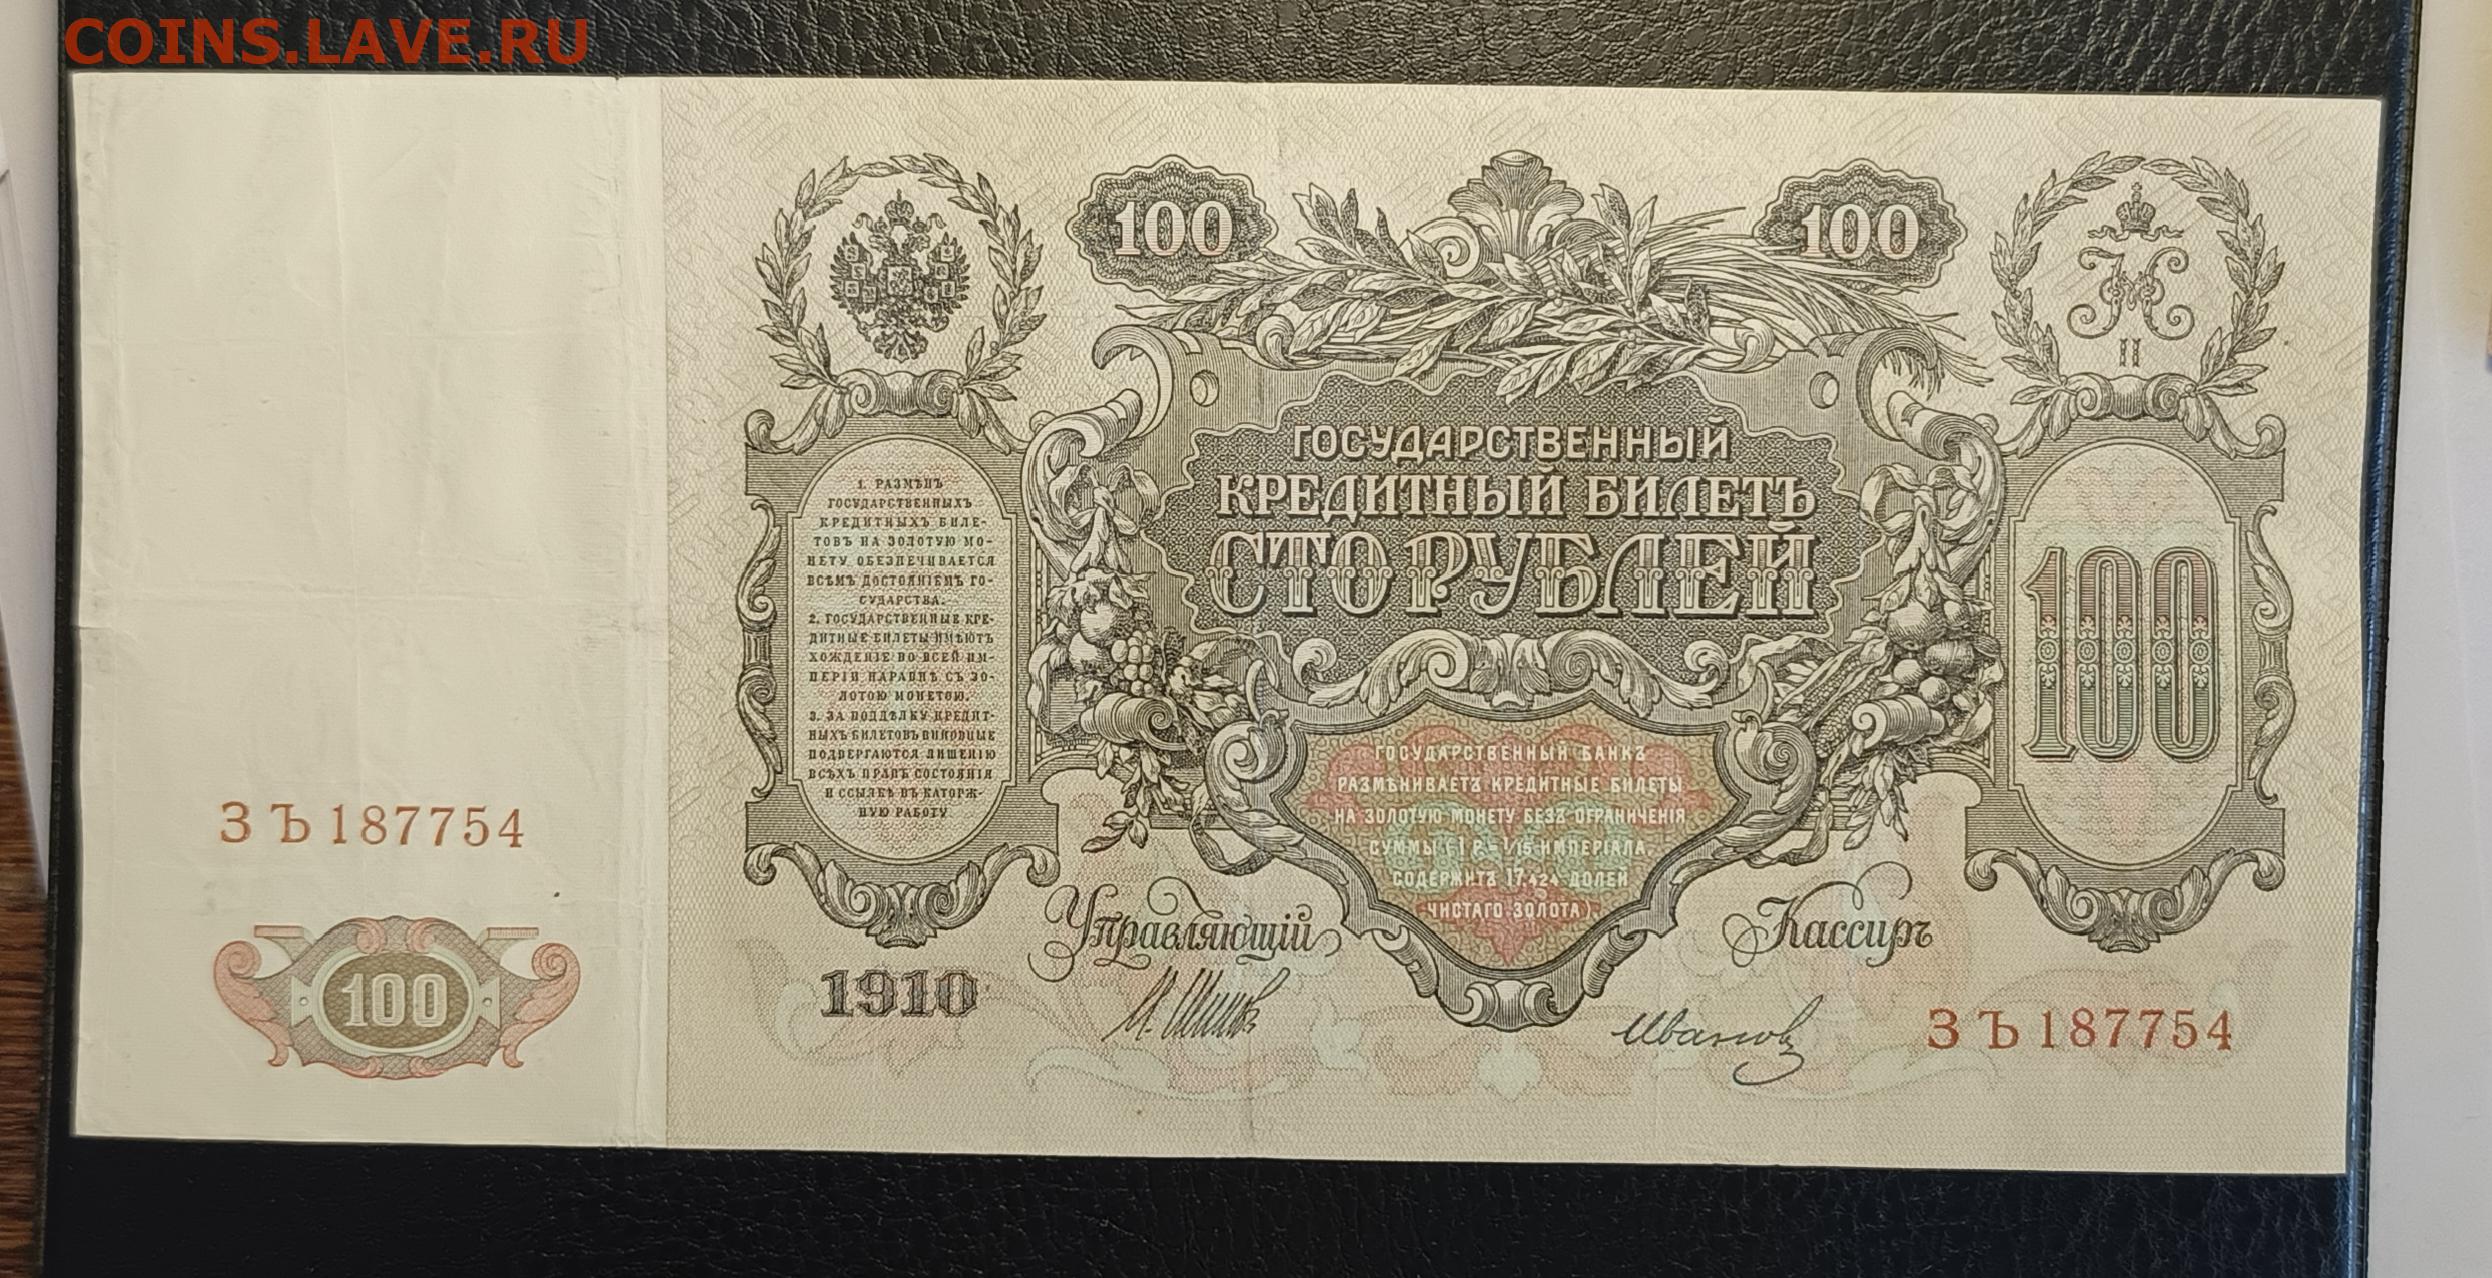 COINS.LAVE.RU
100
100
II
ГОСУДАРСТВЕННЫЙ
КРЕДИТНЫЙ БИЛЕТЪ
СТО РУБЛЕЙ
1. РАЗМѢНЪ
ГОСУДАРСТВЕННЫХЪ
КРЕДИТНЫХЪ БИЛЕ-
ТОВЪ НА ЗОЛОТУЮ МО-
НЕТУ ОБЕЗПЕЧИВАЕТСЯ
ВСѢМЪ ДОСТОЯНІЕМЪ ГО-
СУДАРСТВА.
2. ГОСУДАРСТВЕННЫЕ КРЕ-
ДИТНЫЕ БИЛЕТЫ ИМѢЮТЪ
ХОЖДЕНІЕ ВО ВСЕЙ ИМ-
ПЕРІИ НАРАВНѢ СЪ ЗО-
ЛОТОЮ МОНЕТОЮ.
3. ЗА ПОДДѢЛКУ КРЕДИТ-
НЫХЪ БИЛЕТОВЪ ВИНОВНЫЕ
ПОДВЕРГАЮТСЯ ЛИШЕНІЮ
ВСѢХЪ ПРАВЪ СОСТОЯНІЯ
И ССЫЛКѢ ВЪ КАТОРЖ-
НУЮ РАБОТУ.
100
ГОСУДАРСТВЕННЫЙ БАНКЪ
РАЗМѢНИВАЕТЪ КРЕДИТНЫЕ БИЛЕТЫ
НА ЗОЛОТУЮ МОНЕТУ БЕЗЪ ОГРАНИЧЕНІЯ
СУММЫ (1 Р.= 1/15 ИМПЕРІАЛА,
СОДЕРЖИТЪ 17,424 ДОЛЕЙ
ЧИСТАГО ЗОЛОТА).
ЗЪ 187754
100
Управляющій
Кассиръ
1910
И. Шипов
Иванов
ЗЪ 187754